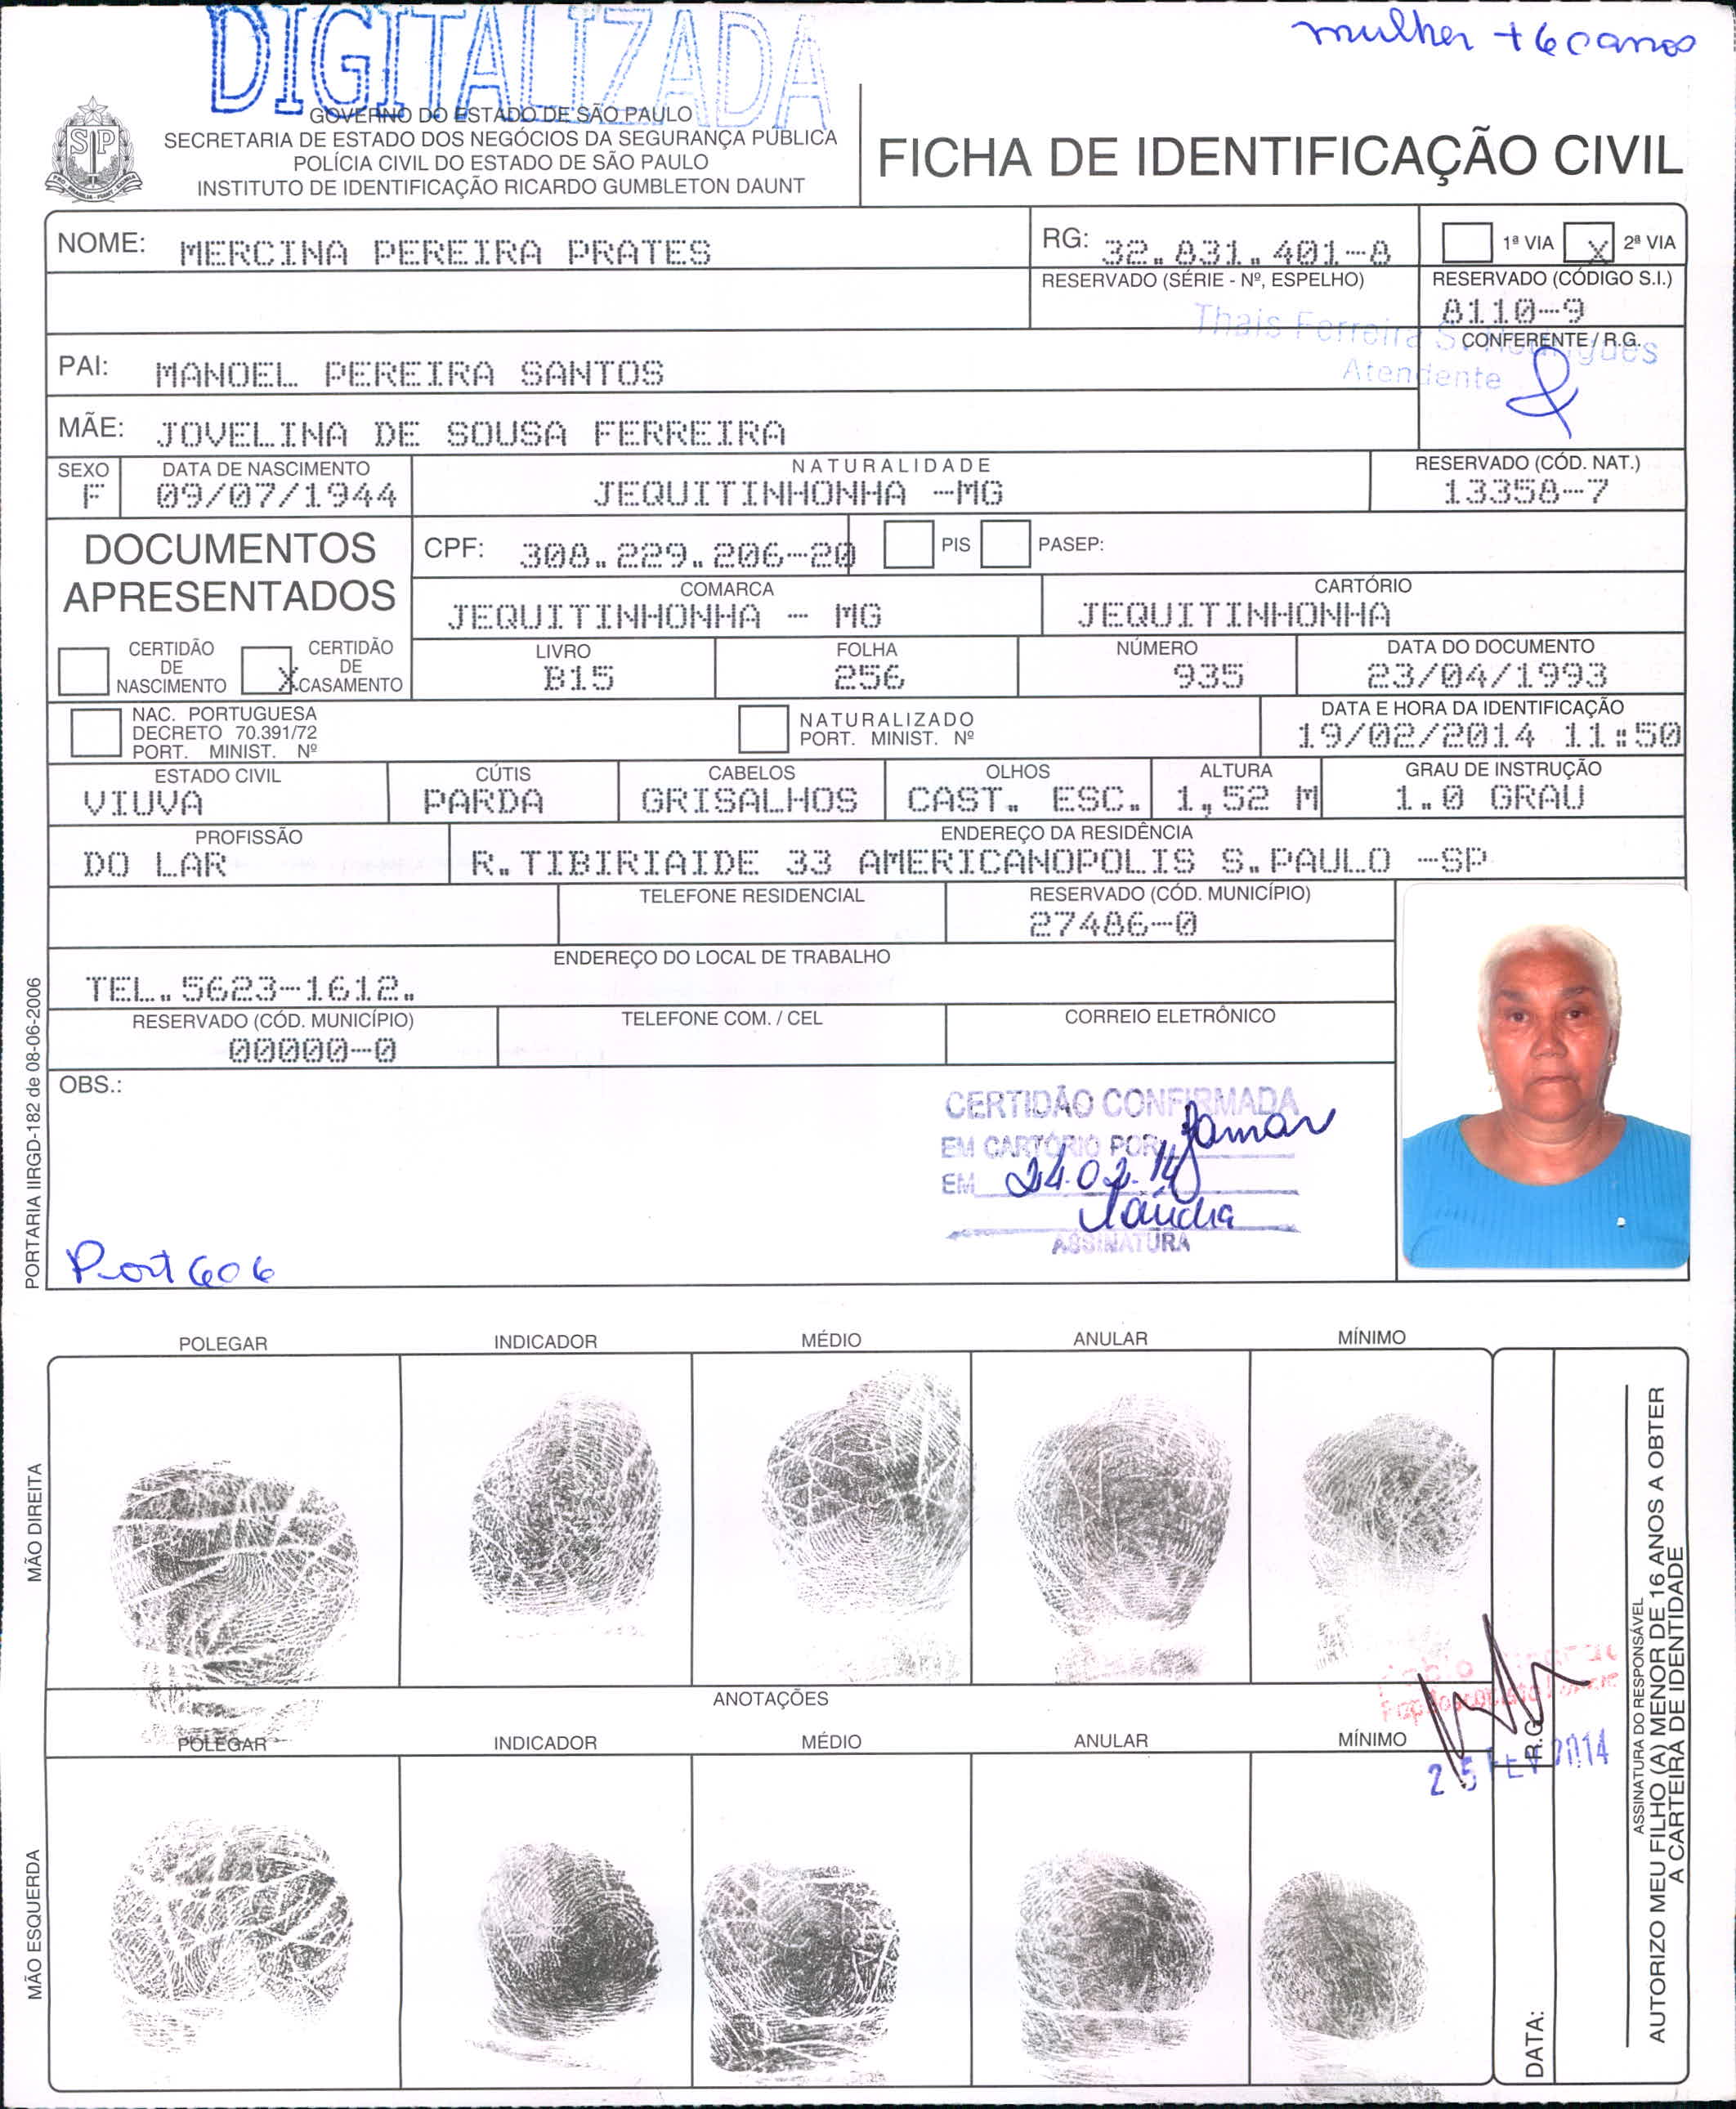 DIGITALIZADA
mulher +60 anos
GOVERNO DO ESTADO DE SÃO PAULO
SECRETARIA DE ESTADO DOS NEGÓCIOS DA SEGURANÇA PÚBLICA
POLÍCIA CIVIL DO ESTADO DE SÃO PAULO
INSTITUTO DE IDENTIFICAÇÃO RICARDO GUMBLETON DAUNT
FICHA DE IDENTIFICAÇÃO CIVIL
NOME: MERCINA PEREIRA PRATES
RG: 32.831.401-8
1ª VIA X 2ª VIA
RESERVADO (SÉRIE - Nº, ESPELHO)
RESERVADO (CÓDIGO S.I.)
8110-9
Thais Ferreira S. Rodrigues
Atendente
CONFERENTE / R.G.
PAI: MANOEL PEREIRA SANTOS
MÃE: JOVELINA DE SOUSA FERREIRA
SEXO
F
DATA DE NASCIMENTO
09/07/1944
NATURALIDADE
JEQUITINHONHA -MG
RESERVADO (CÓD. NAT.)
13358-7
DOCUMENTOS
APRESENTADOS
CPF: 308.229.206-20
PIS
PASEP:
COMARCA
JEQUITINHONHA - MG
CARTÓRIO
JEQUITINHONHA
CERTIDÃO
DE
NASCIMENTO
CERTIDÃO
DE
X CASAMENTO
LIVRO
B15
FOLHA
256
NÚMERO
935
DATA DO DOCUMENTO
23/04/1993
NAC. PORTUGUESA
DECRETO 70.391/72
PORT. MINIST. Nº
NATURALIZADO
PORT. MINIST. Nº
DATA E HORA DA IDENTIFICAÇÃO
19/02/2014 11:50
ESTADO CIVIL
VIUVA
CÚTIS
PARDA
CABELOS
GRISALHOS
OLHOS
CAST. ESC.
ALTURA
1,52 M
GRAU DE INSTRUÇÃO
1.0 GRAU
PROFISSÃO
DO LAR
ENDEREÇO DA RESIDÊNCIA
R.TIBIRIAIDE 33 AMERICANOPOLIS S.PAULO -SP
TELEFONE RESIDENCIAL
RESERVADO (CÓD. MUNICÍPIO)
27486-0
ENDEREÇO DO LOCAL DE TRABALHO
TEL.5623-1612.
RESERVADO (CÓD. MUNICÍPIO)
00000-0
TELEFONE COM. / CEL
CORREIO ELETRÔNICO
OBS.:
CERTIDÃO CONFIRMADA
EM CARTÓRIO POR
EM 24.02.14
ASSINATURA
Port 606
PORTARIA IIRGD-182 de 08-06-2006
POLEGAR
INDICADOR
MÉDIO
ANULAR
MÍNIMO
MÃO DIREITA
ANOTAÇÕES
POLEGAR
INDICADOR
MÉDIO
ANULAR
MÍNIMO
MÃO ESQUERDA
25 FEV 2014
R.G.
DATA:
ASSINATURA DO RESPONSÁVEL
AUTORIZO MEU FILHO (A) MENOR DE 16 ANOS A OBTER
A CARTEIRA DE IDENTIDADE